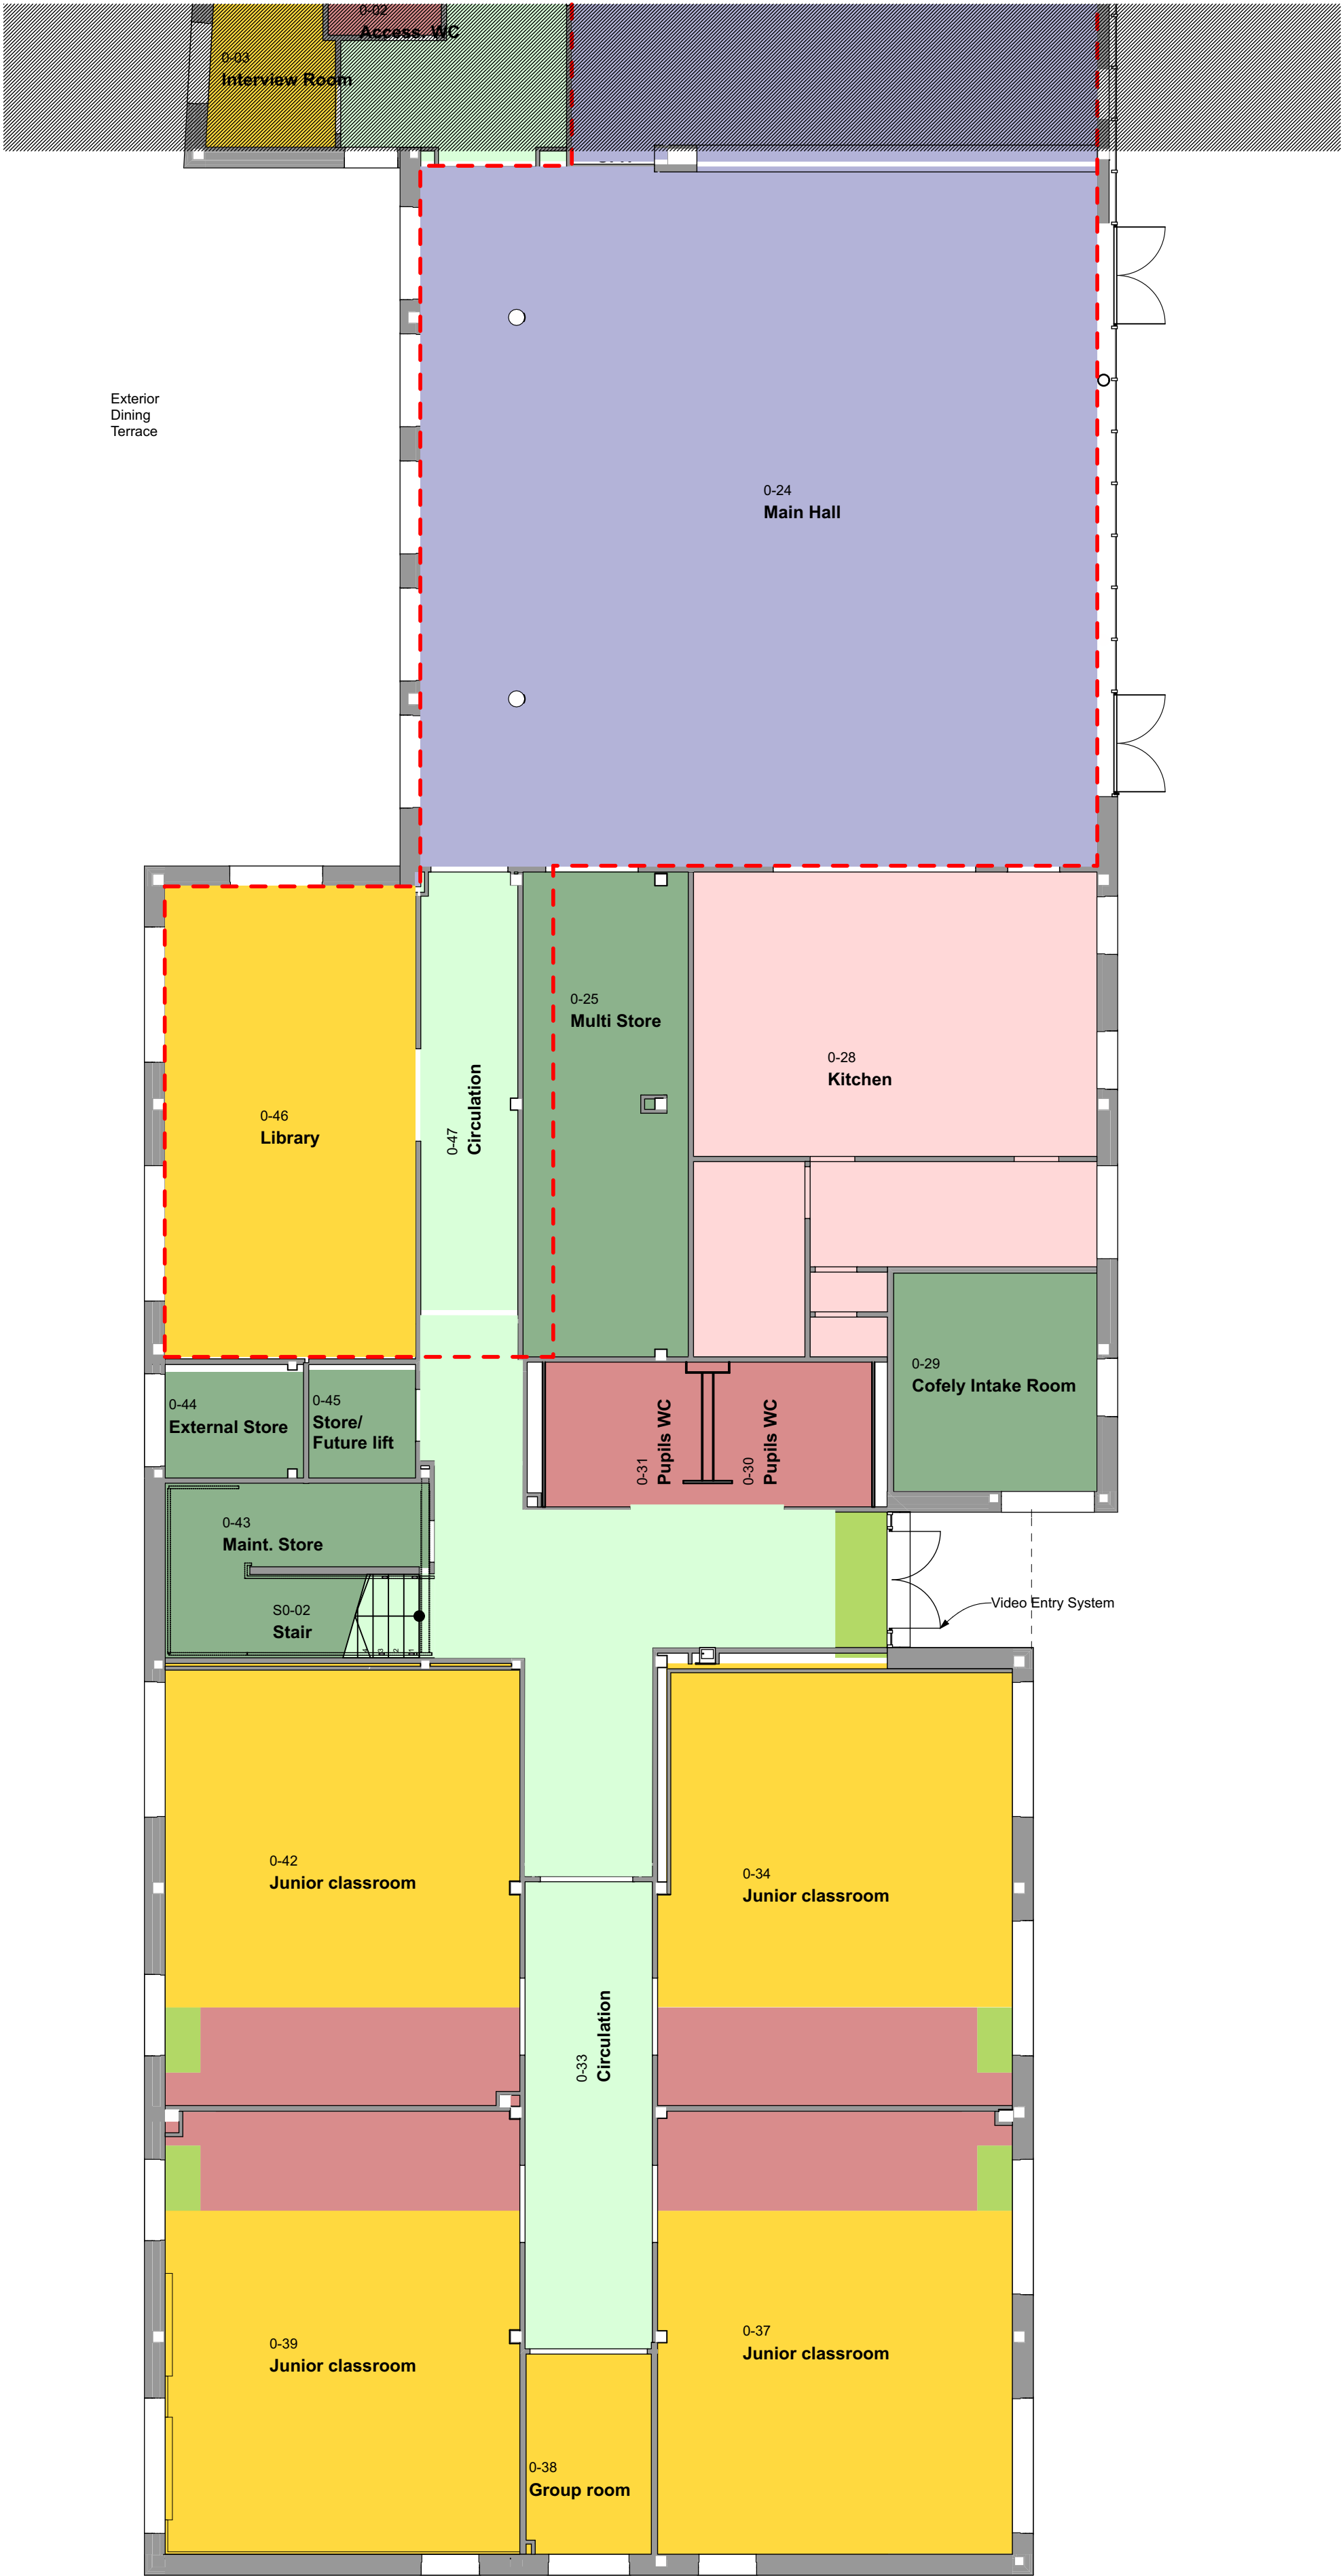 0-02
Access. WC
0-03
Interview Room
Exterior
Dining
Terrace
0-24
Main Hall
0-25
Multi Store
0-28
Kitchen
0-46
Library
0-47
Circulation
0-29
Cofely Intake Room
0-44
External Store
0-45
Store/
Future lift
0-31
Pupils WC
0-30
Pupils WC
0-43
Maint. Store
S0-02
Stair
Video Entry System
0-42
Junior classroom
0-34
Junior classroom
0-33
Circulation
0-39
Junior classroom
0-37
Junior classroom
0-38
Group room